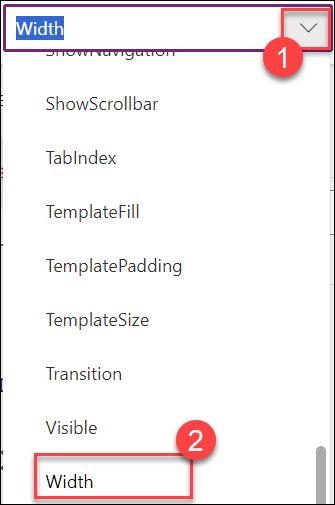 Width
1
ShowNavigation
ShowScrollbar
TabIndex
TemplateFill
TemplatePadding
TemplateSize
Transition
Visible
2
Width